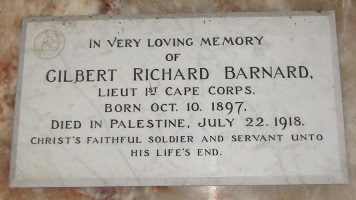 IN VERY LOVING MEMORY
OF
GILBERT RICHARD BARNARD,
LIEUT 1ST CAPE CORPS.
BORN OCT. 10. 1897.
DIED IN PALESTINE, JULY 22. 1918.
CHRIST'S FAITHFUL SOLDIER AND SERVANT UNTO
HIS LIFE'S END.